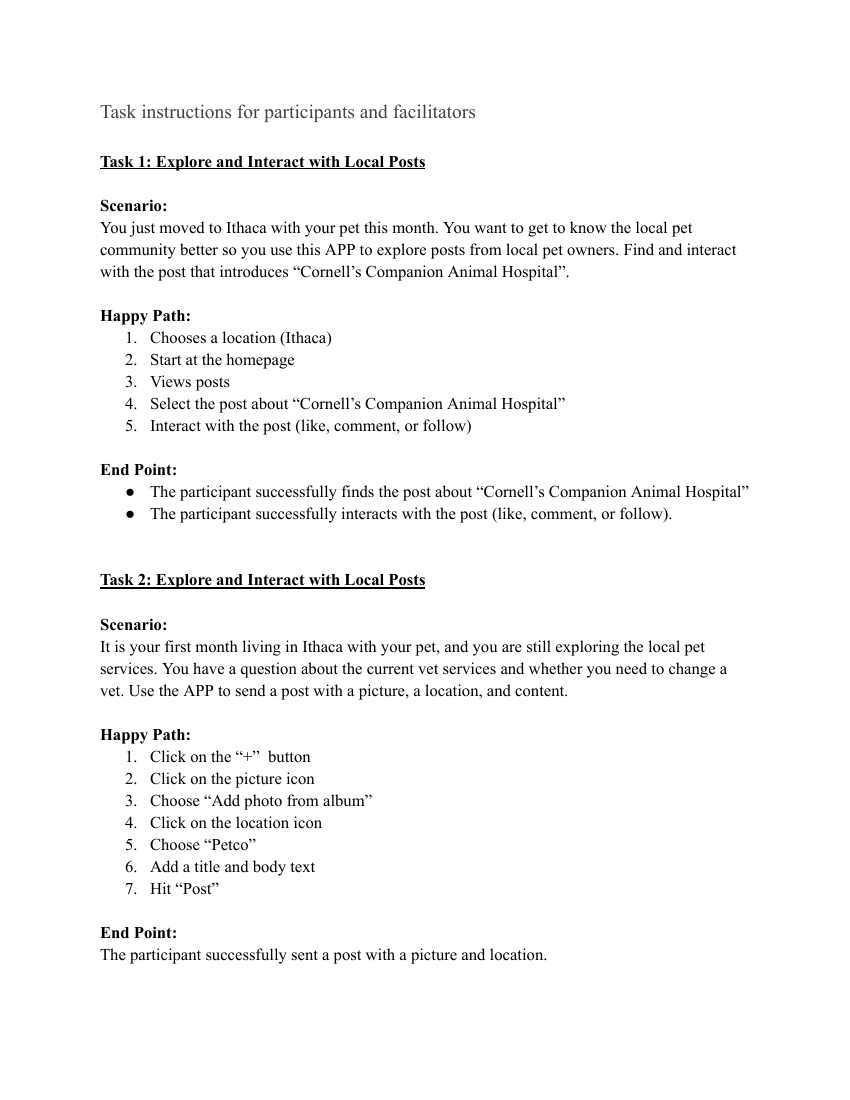 Task instructions for participants and facilitators
Task 1: Explore and Interact with Local Posts
Scenario:
You just moved to Ithaca with your pet this month. You want to get to know the local pet
community better so you use this APP to explore posts from local pet owners. Find and interact
with the post that introduces “Cornell’s Companion Animal Hospital”.
Happy Path:
1. Chooses a location (Ithaca)
2. Start at the homepage
3. Views posts
4. Select the post about “Cornell’s Companion Animal Hospital”
5. Interact with the post (like, comment, or follow)
End Point:
● The participant successfully finds the post about “Cornell’s Companion Animal Hospital”
● The participant successfully interacts with the post (like, comment, or follow).
Task 2: Explore and Interact with Local Posts
Scenario:
It is your first month living in Ithaca with your pet, and you are still exploring the local pet
services. You have a question about the current vet services and whether you need to change a
vet. Use the APP to send a post with a picture, a location, and content.
Happy Path:
1. Click on the “+”  button
2. Click on the picture icon
3. Choose “Add photo from album”
4. Click on the location icon
5. Choose “Petco”
6. Add a title and body text
7. Hit “Post”
End Point:
The participant successfully sent a post with a picture and location.